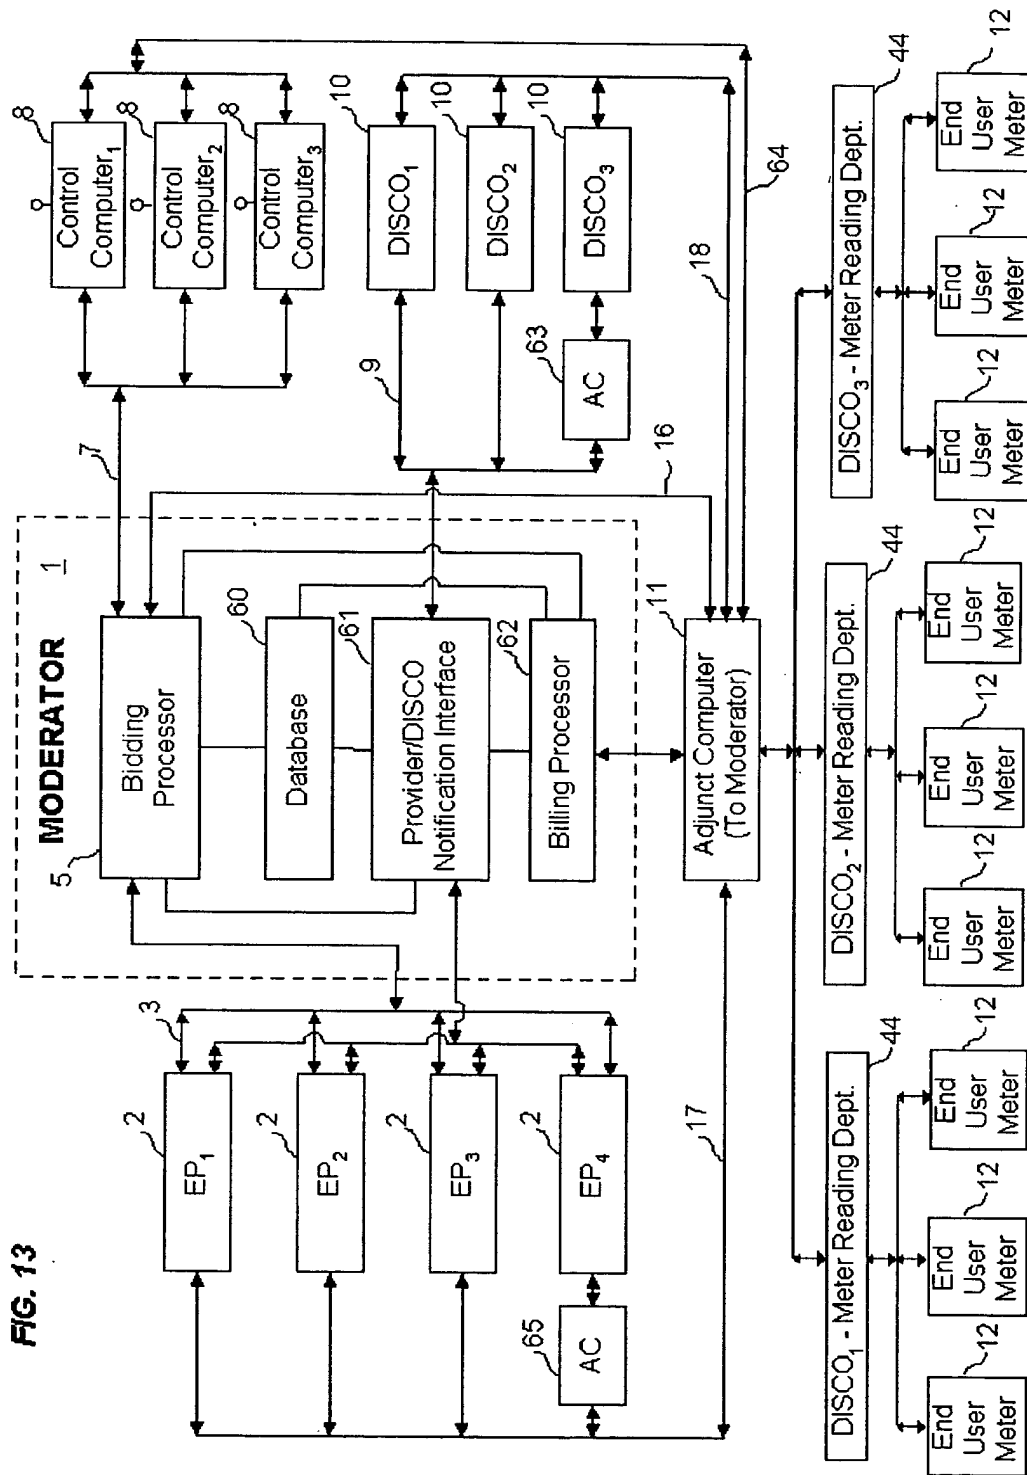 FIG. 13
MODERATOR
1
5
Bidding
Processor
60
Database
61
Provider/DISCO
Notification Interface
62
Billing Processor
3
2
EP1
2
EP2
2
EP3
2
EP4
65
AC
7
8
Control
Computer1
8
Control
Computer2
8
Control
Computer3
9
10
DISCO1
10
DISCO2
10
DISCO3
63
AC
16
17
18
64
11
Adjunct Computer
(To Moderator)
44
DISCO1 - Meter Reading Dept.
44
DISCO2 - Meter Reading Dept.
44
DISCO3 - Meter Reading Dept.
12
End
User
Meter
12
End
User
Meter
12
End
User
Meter
12
End
User
Meter
12
End
User
Meter
12
End
User
Meter
12
End
User
Meter
12
End
User
Meter
12
End
User
Meter